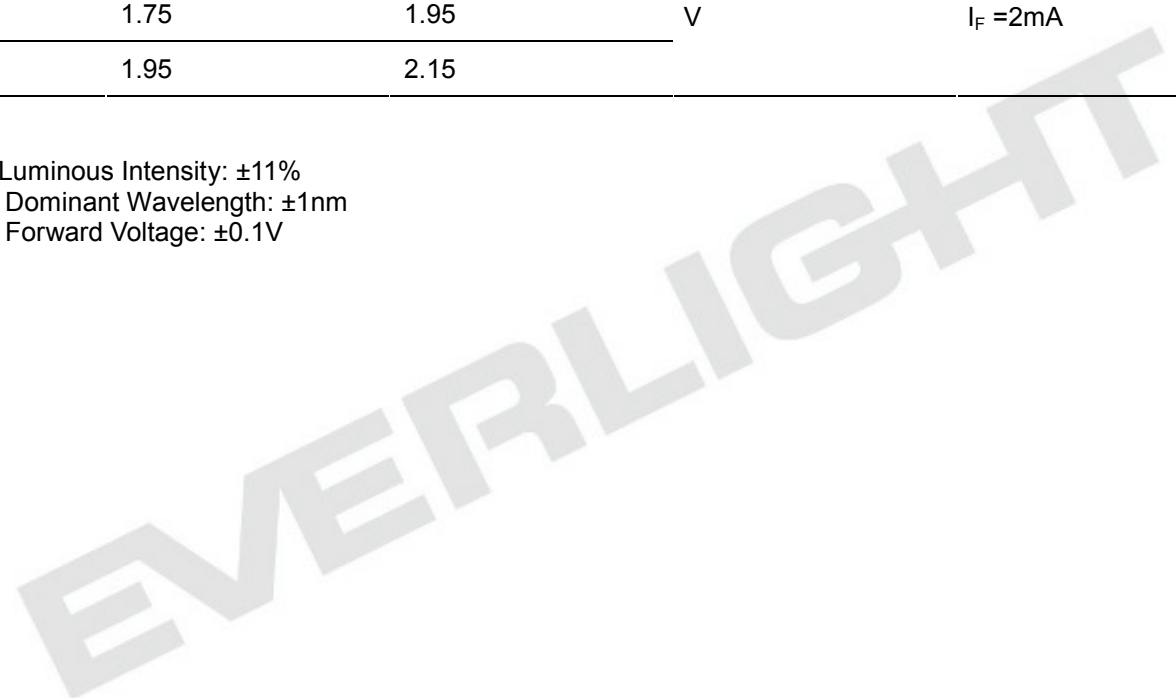 1.75 1.95 V I_F =2mA
1.95 2.15
Luminous Intensity: ±11%
Dominant Wavelength: ±1nm
Forward Voltage: ±0.1V
EVERLIGHT